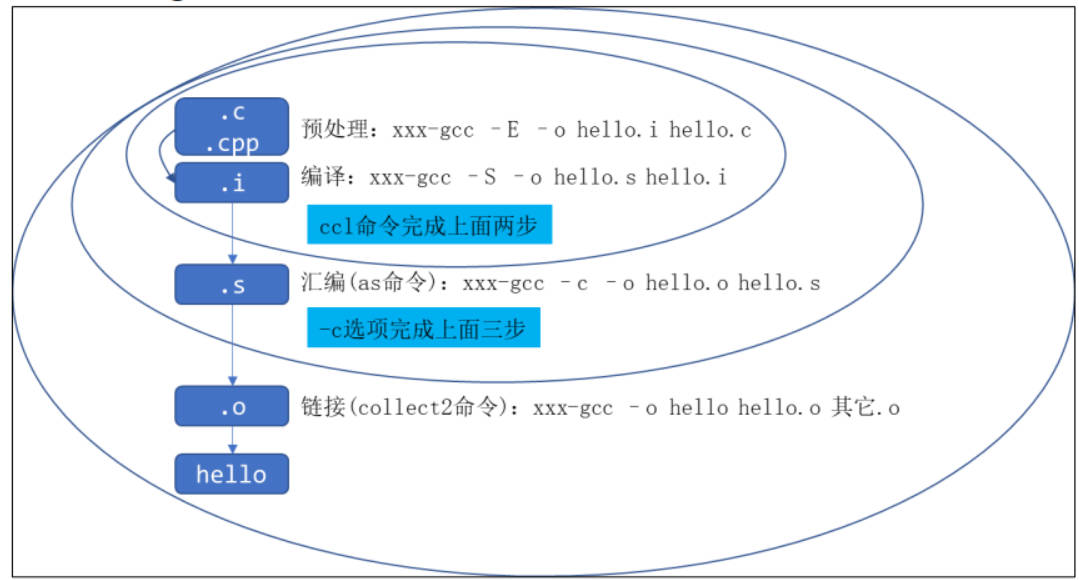 .c
.cpp
预处理：xxx-gcc -E -o hello.i hello.c
.i
编译：xxx-gcc -S -o hello.s hello.i
cc1命令完成上面两步
.s
汇编(as命令)：xxx-gcc -c -o hello.o hello.s
-c选项完成上面三步
.o
链接(collect2命令)：xxx-gcc -o hello hello.o 其它.o
hello